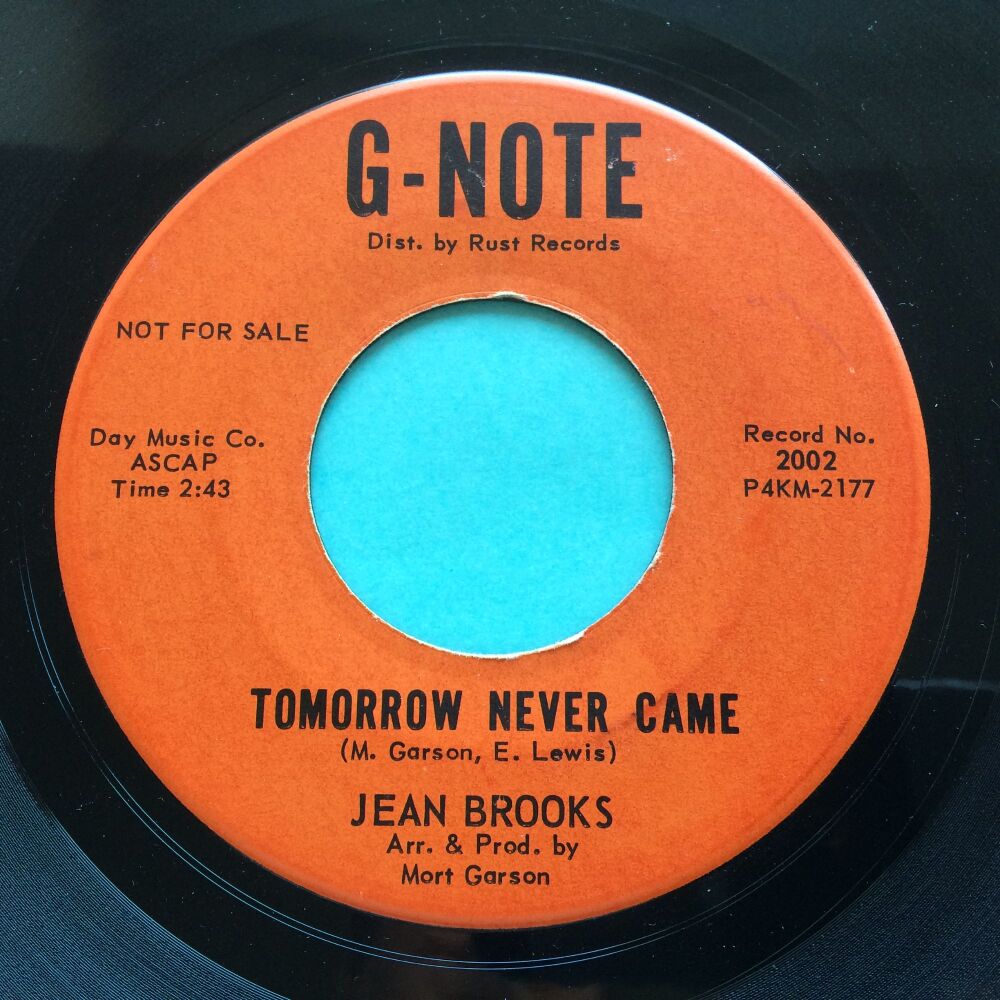 G-NOTE
Dist. by Rust Records
NOT FOR SALE
Day Music Co.
ASCAP
Time 2:43
Record No.
2002
P4KM-2177
TOMORROW NEVER CAME
(M. Garson, E. Lewis)
JEAN BROOKS
Arr. & Prod. by
Mort Garson